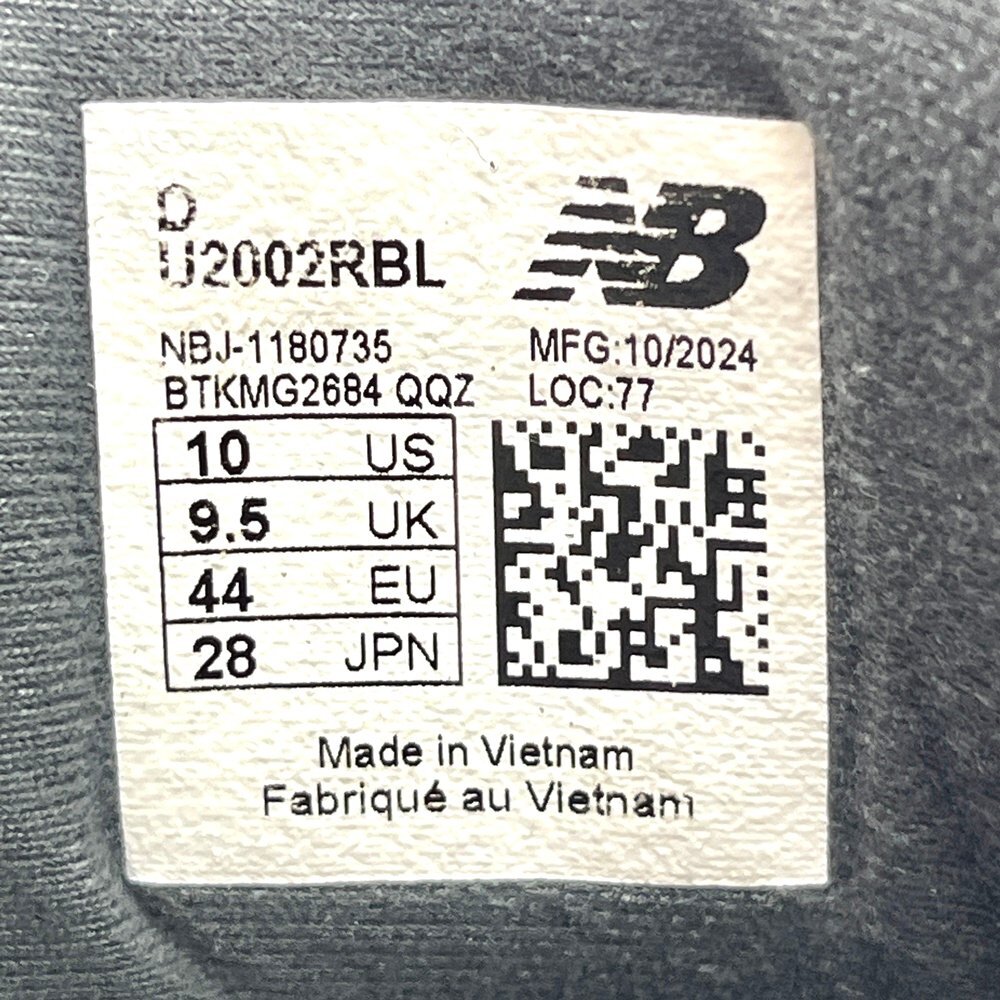 D
U2002RBL
NB
NBJ-1180735
MFG:10/2024
BTKMG2684 QQZ
LOC:77
10 US
9.5 UK
44 EU
28 JPN
Made in Vietnam
Fabriqué au Vietnam